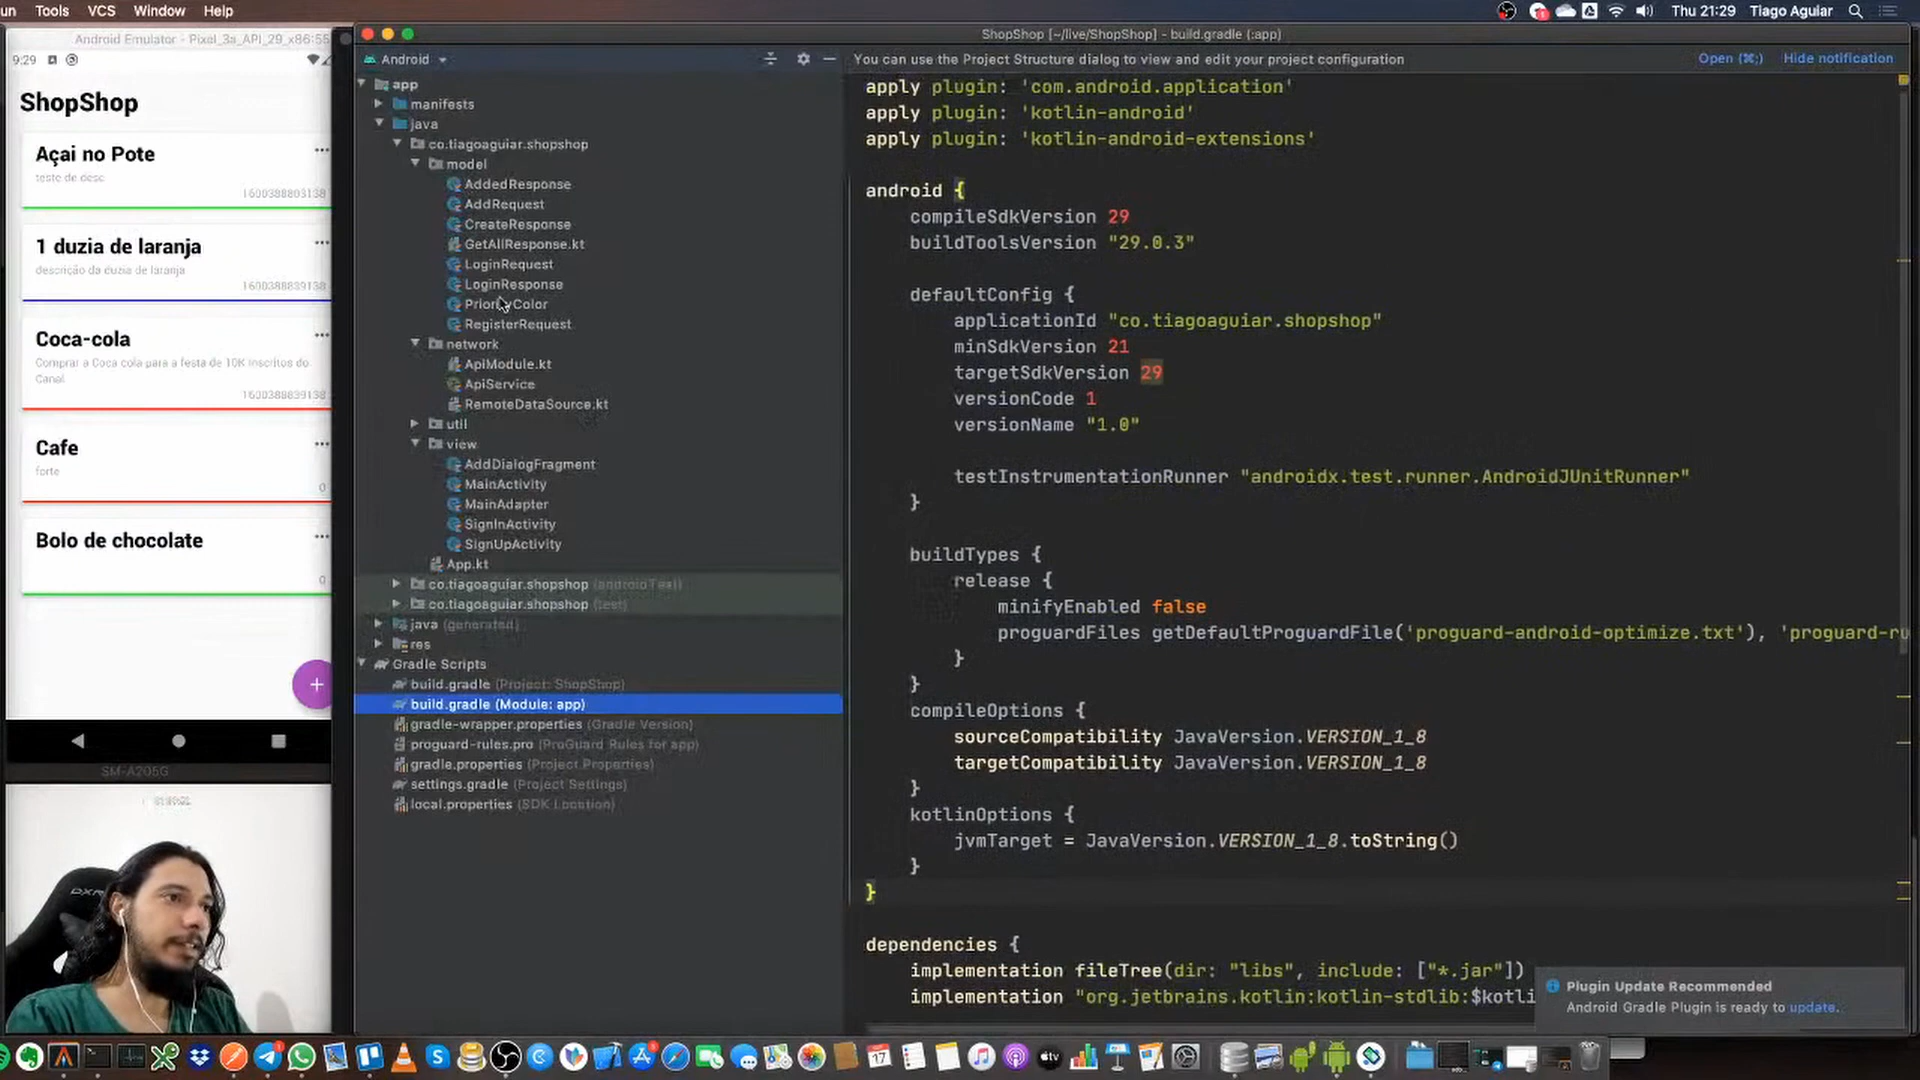 un Tools VCS Window Help
Thu 21:29 Tiago Aguiar
Android Emulator - Pixel_3a_API_29_x86:55
9:29
ShopShop
Açai no Pote
teste de desc
1600388803138
1 duzia de laranja
descrição da duzia de laranja
1600388839138
Coca-cola
Comprar a Coca cola para a festa de 10K inscritos do
Canal
1600388839138
Cafe
forte
0
Bolo de chocolate
0
+
SM-A205G
ShopShop [~/live/ShopShop] - build.gradle (:app)
Android
app
manifests
java
co.tiagoaguiar.shopshop
model
AddedResponse
AddRequest
CreateResponse
GetAllResponse.kt
LoginRequest
LoginResponse
PriorityColor
RegisterRequest
network
ApiModule.kt
ApiService
RemoteDataSource.kt
util
view
AddDialogFragment
MainActivity
MainAdapter
SignInActivity
SignUpActivity
App.kt
co.tiagoaguiar.shopshop (androidTest)
co.tiagoaguiar.shopshop (test)
java (generated)
res
Gradle Scripts
build.gradle (Project: ShopShop)
build.gradle (Module: app)
gradle-wrapper.properties (Gradle Version)
proguard-rules.pro (ProGuard Rules for app)
gradle.properties (Project Properties)
settings.gradle (Project Settings)
local.properties (SDK Location)
You can use the Project Structure dialog to view and edit your project configuration
Open (⌘;) Hide notification
apply plugin: 'com.android.application'
apply plugin: 'kotlin-android'
apply plugin: 'kotlin-android-extensions'
android {
compileSdkVersion 29
buildToolsVersion "29.0.3"
defaultConfig {
applicationId "co.tiagoaguiar.shopshop"
minSdkVersion 21
targetSdkVersion 29
versionCode 1
versionName "1.0"
testInstrumentationRunner "androidx.test.runner.AndroidJUnitRunner"
}
buildTypes {
release {
minifyEnabled false
proguardFiles getDefaultProguardFile('proguard-android-optimize.txt'), 'proguard-ru
}
}
compileOptions {
sourceCompatibility JavaVersion.VERSION_1_8
targetCompatibility JavaVersion.VERSION_1_8
}
kotlinOptions {
jvmTarget = JavaVersion.VERSION_1_8.toString()
}
}
dependencies {
implementation fileTree(dir: "libs", include: ["*.jar"])
implementation "org.jetbrains.kotlin:kotlin-stdlib:$kotli
Plugin Update Recommended
Android Gradle Plugin is ready to update.
DXR
17